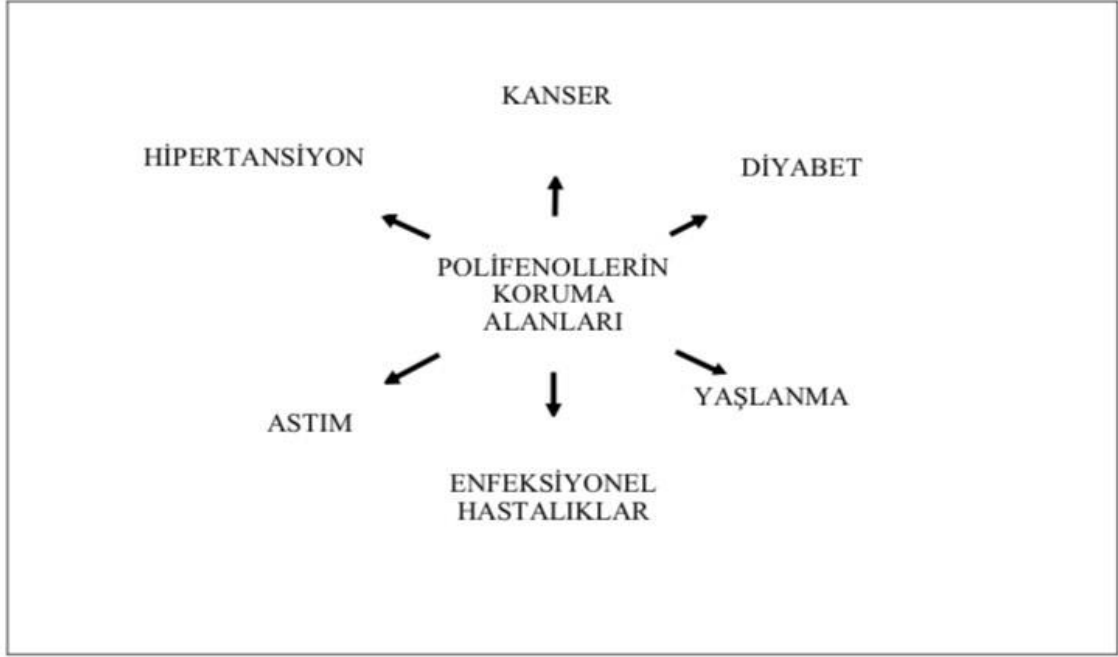 KANSER
HİPERTANSİYON
DİYABET
POLİFENOLLERİN
KORUMA
ALANLARI
YAŞLANMA
ASTIM
ENFEKSİYONEL
HASTALIKLAR